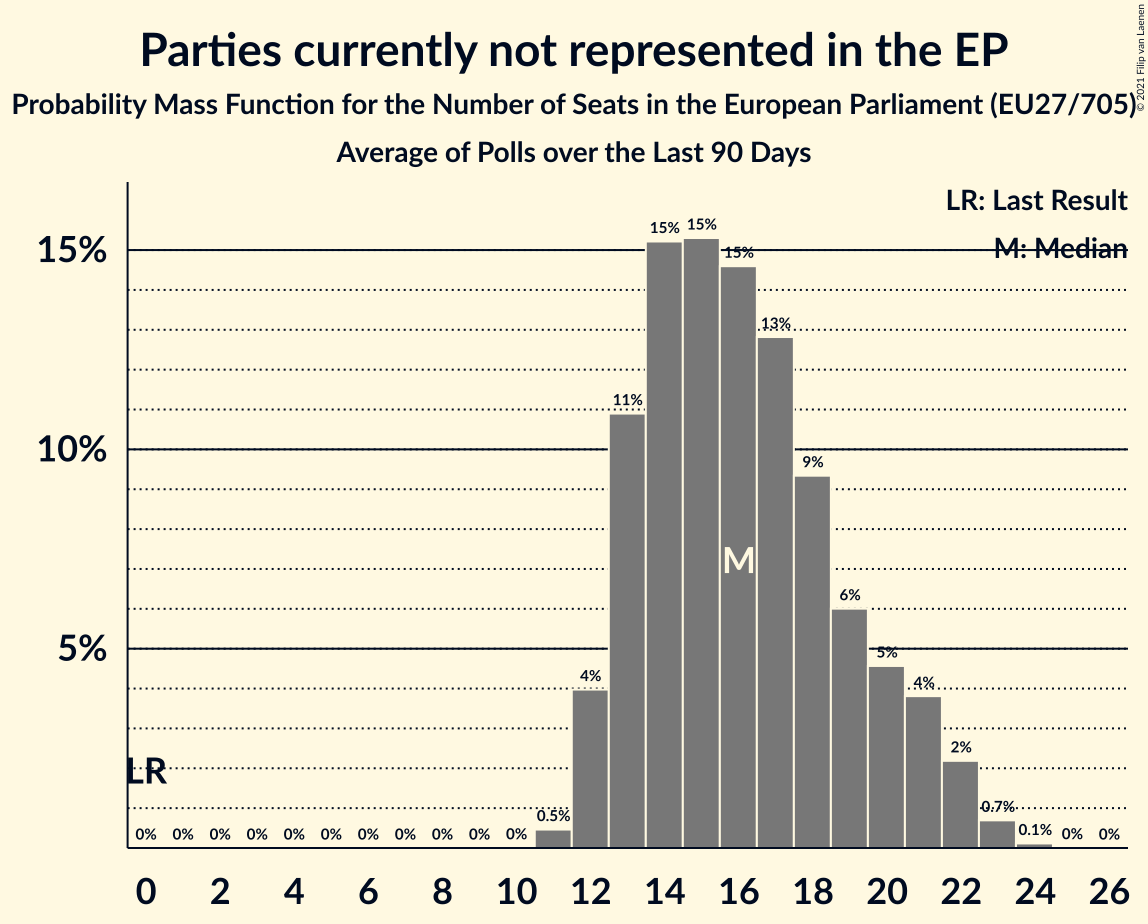 Parties currently not represented in the EP
Probability Mass Function for the Number of Seats in the European Parliament (EU27/705)
Average of Polls over the Last 90 Days
© 2021 Filip van Laenen
LR: Last Result
M: Median
15%
10%
5%
LR
M
0% 0% 0% 0% 0% 0% 0% 0% 0% 0% 0% 0.5% 4% 11% 15% 15% 15% 13% 9% 6% 5% 4% 2% 0.7% 0.1% 0% 0%
0 2 4 6 8 10 12 14 16 18 20 22 24 26